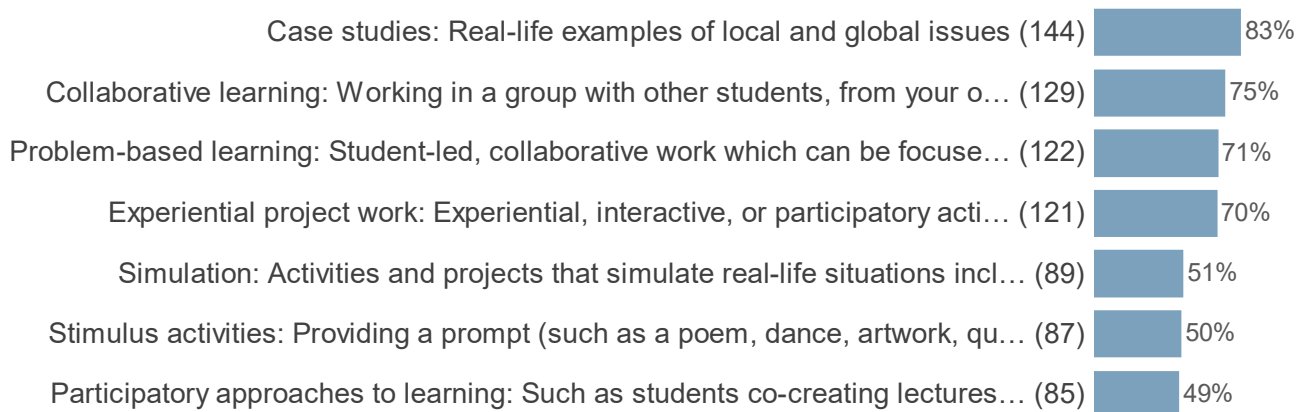 Case studies: Real-life examples of local and global issues (144) 83%
Collaborative learning: Working in a group with other students, from your o… (129) 75%
Problem-based learning: Student-led, collaborative work which can be focuse… (122) 71%
Experiential project work: Experiential, interactive, or participatory acti… (121) 70%
Simulation: Activities and projects that simulate real-life situations incl… (89) 51%
Stimulus activities: Providing a prompt (such as a poem, dance, artwork, qu… (87) 50%
Participatory approaches to learning: Such as students co-creating lectures… (85) 49%